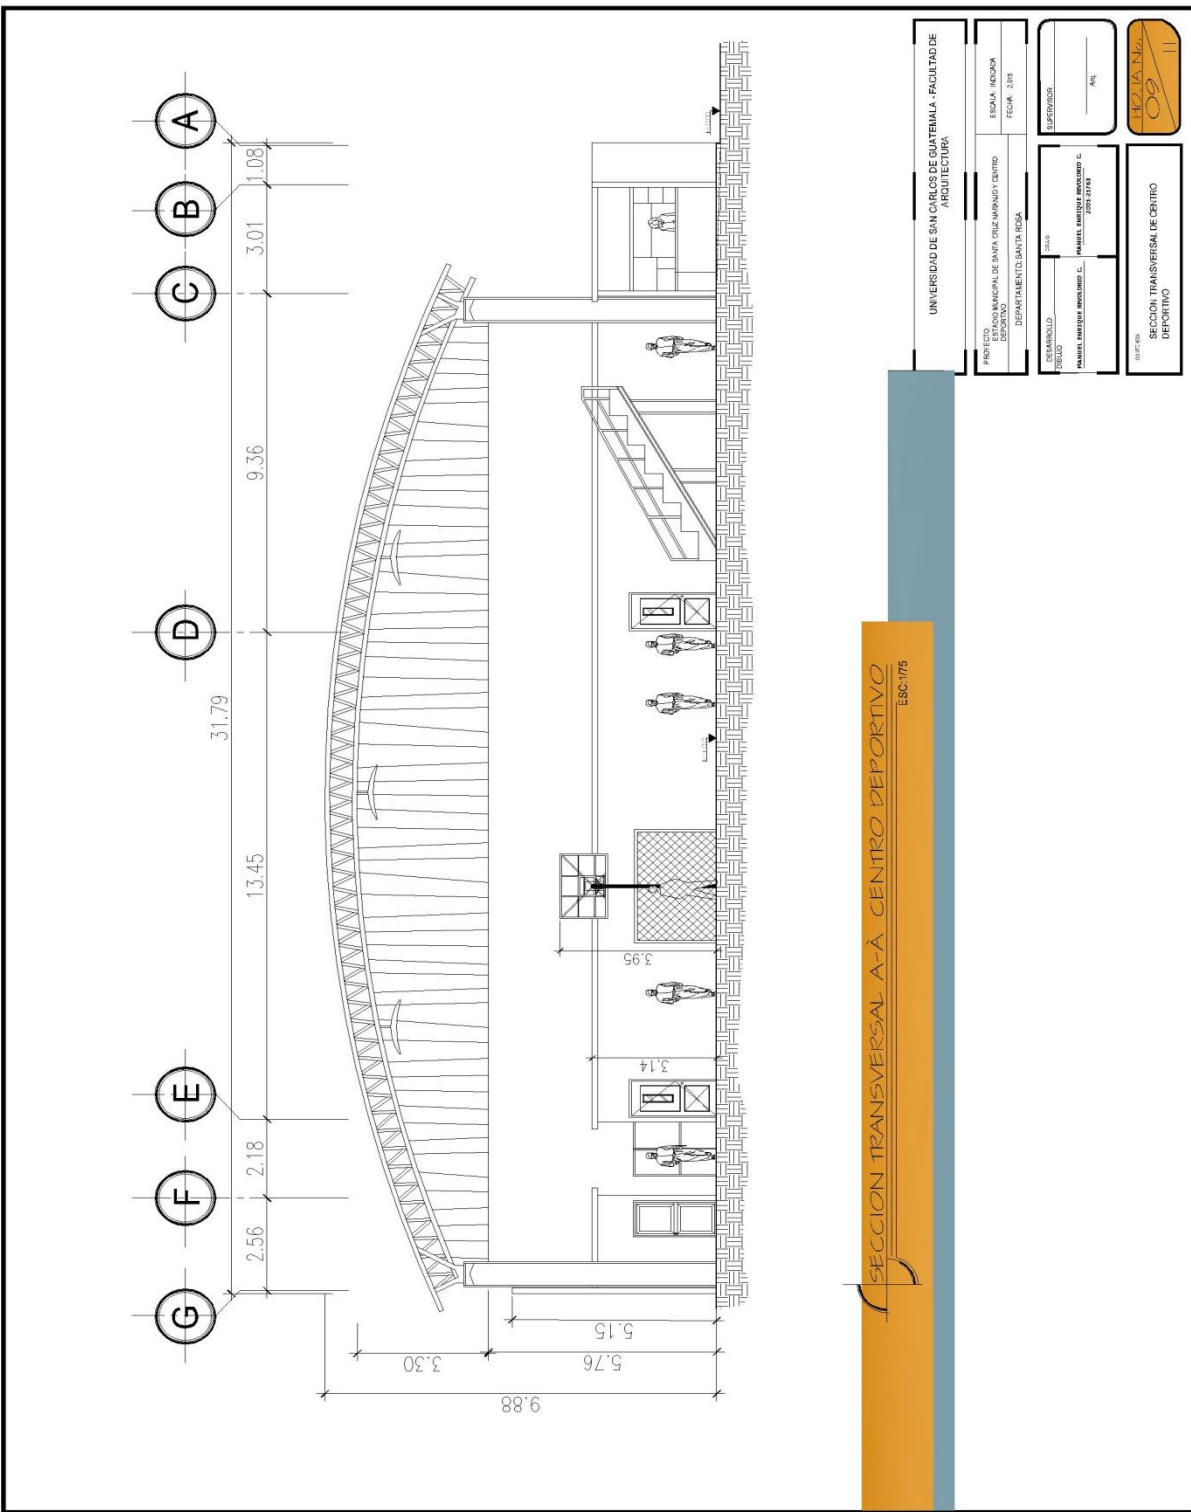 G
F
E
D
C
B
A
31.79
2.56
2.18
13.45
9.36
3.01
1.08
9.88
3.30
5.76
5.15
3.14
3.95
SECCION TRANSVERSAL A-À CENTRO DEPORTIVO
ESC:1/75
UNIVERSIDAD DE SAN CARLOS DE GUATEMALA - FACULTAD DE
ARQUITECTURA
PROYECTO:
ESTADIO MUNICIPAL DE SANTA CRUZ NARANJO Y CENTRO
DEPORTIVO
DEPARTAMENTO: SANTA ROSA
ESCALA: INDICADA
FECHA: 2,015
DESARROLLO:
DIBUJO:
MANUEL ENRIQUE REVOLORIO C.
MANUEL ENRIQUE REVOLORIO C.
SUPERVISOR:
Arq.
SECCION TRANSVERSAL DE CENTRO
DEPORTIVO
HOJA No.
09
11